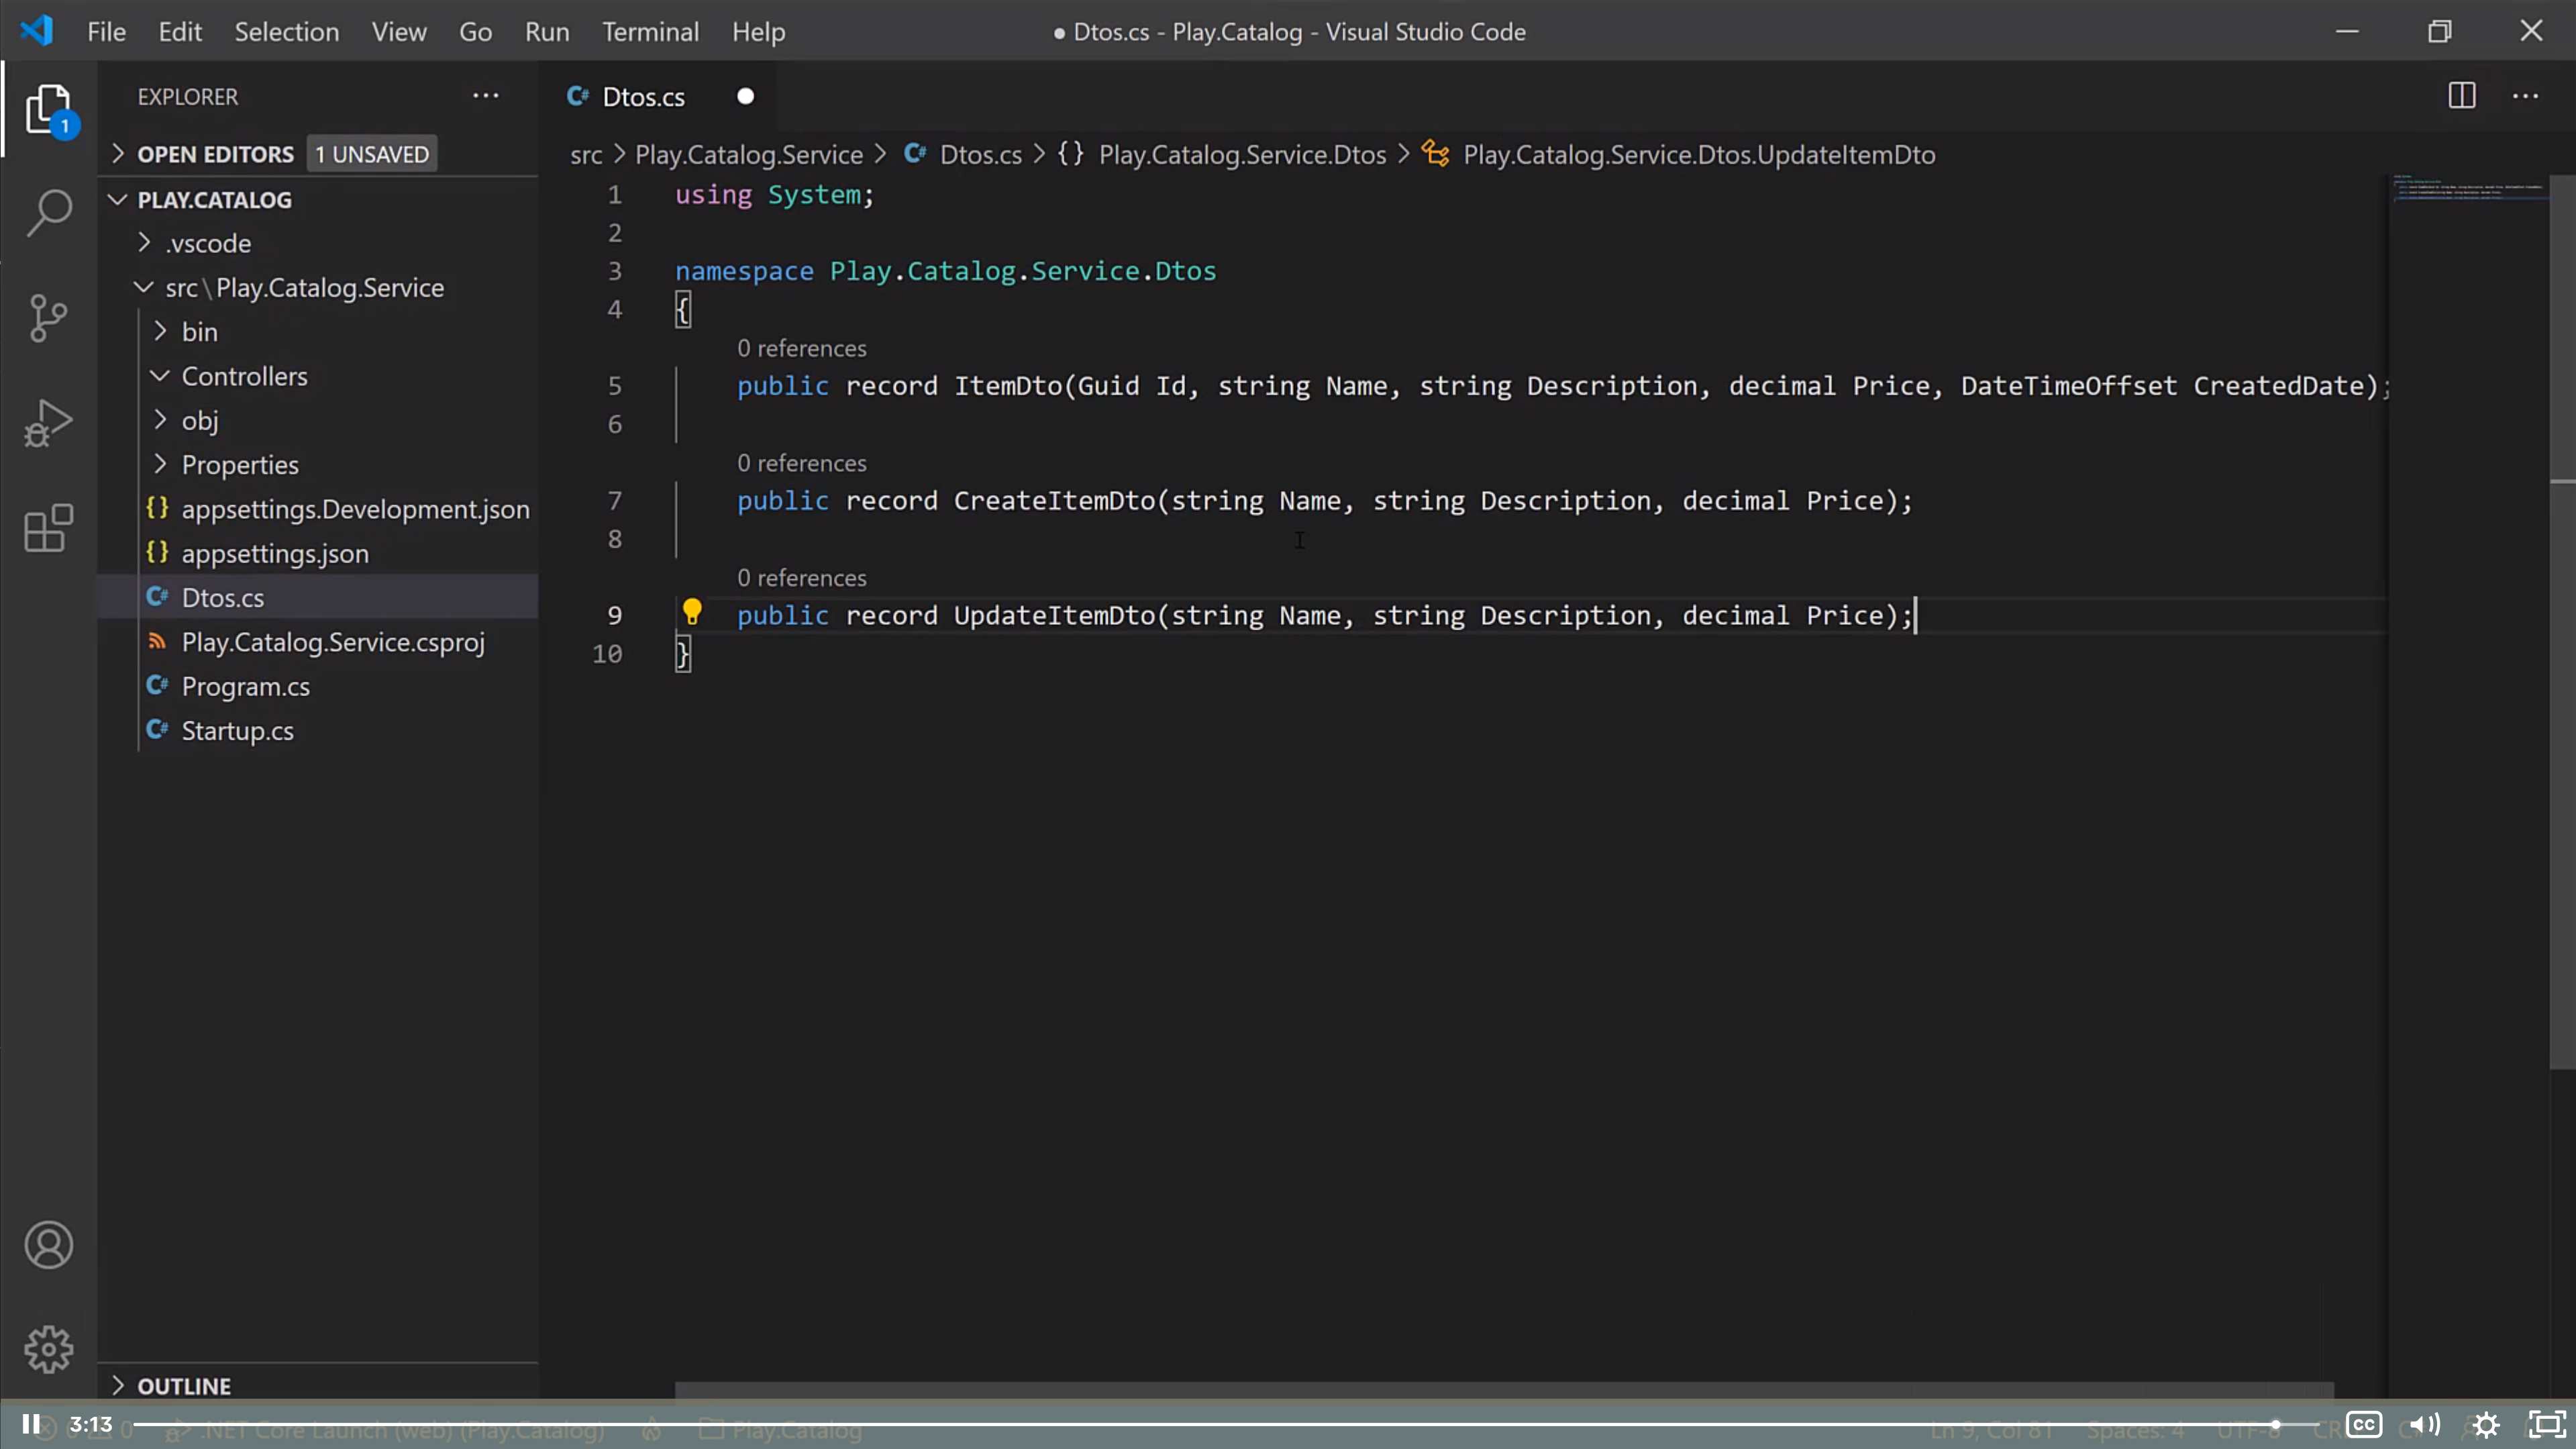 File Edit Selection View Go Run Terminal Help
● Dtos.cs - Play.Catalog - Visual Studio Code
EXPLORER
1
OPEN EDITORS 1 UNSAVED
PLAY.CATALOG
.vscode
src\Play.Catalog.Service
bin
Controllers
obj
Properties
{} appsettings.Development.json
{} appsettings.json
C# Dtos.cs
Play.Catalog.Service.csproj
C# Program.cs
C# Startup.cs
OUTLINE
C# Dtos.cs
src > Play.Catalog.Service > C# Dtos.cs > {} Play.Catalog.Service.Dtos > Play.Catalog.Service.Dtos.UpdateItemDto
1 using System;
2
3 namespace Play.Catalog.Service.Dtos
4 {
0 references
5 public record ItemDto(Guid Id, string Name, string Description, decimal Price, DateTimeOffset CreatedDate);
6
0 references
7 public record CreateItemDto(string Name, string Description, decimal Price);
8
0 references
9 public record UpdateItemDto(string Name, string Description, decimal Price);
10 }
3:13
0 0 .NET Core Launch (web) (Play.Catalog) Play.Catalog Ln 9, Col 81 Spaces: 4 UTF-8
CC